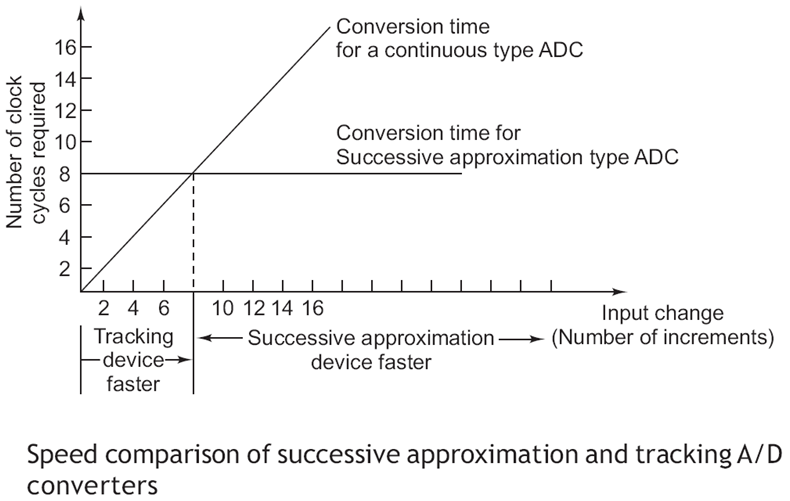 Conversion time
for a continuous type ADC
Conversion time for
Successive approximation type ADC
Number of clock
cycles required
16
14
12
10
8
6
4
2
2 4 6 10 12 14 16
Input change
(Number of increments)
Tracking
device
faster
Successive approximation
device faster
Speed comparison of successive approximation and tracking A/D
converters